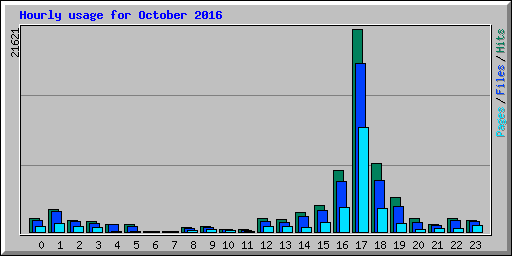 Hourly usage for October 2016
21621
Pages/Files/Hits
0 1 2 3 4 5 6 7 8 9 10 11 12 13 14 15 16 17 18 19 20 21 22 23